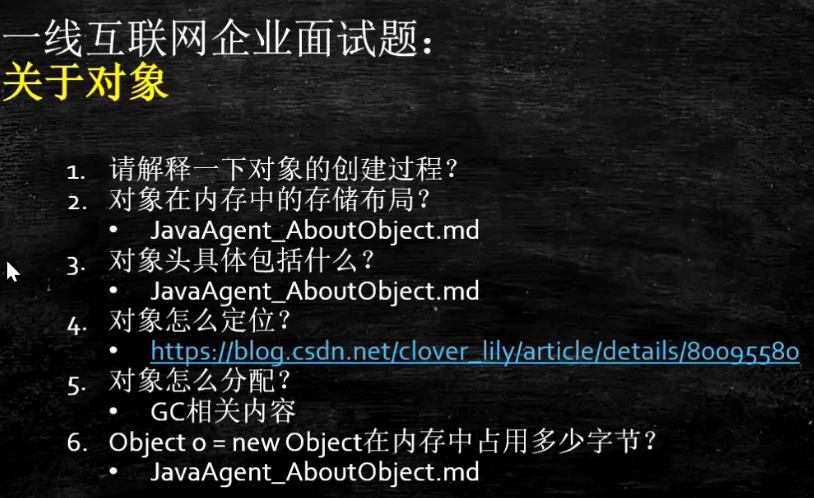 一线互联网企业面试题：
关于对象
1. 请解释一下对象的创建过程？
2. 对象在内存中的存储布局？
• JavaAgent_AboutObject.md
3. 对象头具体包括什么？
• JavaAgent_AboutObject.md
4. 对象怎么定位？
• https://blog.csdn.net/clover_lily/article/details/80095580
5. 对象怎么分配？
• GC相关内容
6. Object o = new Object在内存中占用多少字节？
• JavaAgent_AboutObject.md